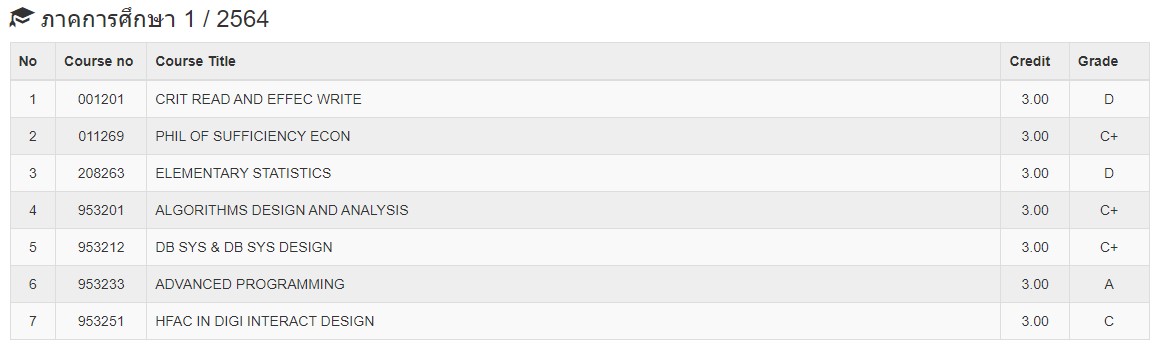 ภาคการศึกษา 1 / 2564
No Course no Course Title Credit Grade
1 001201 CRIT READ AND EFFEC WRITE 3.00 D
2 011269 PHIL OF SUFFICIENCY ECON 3.00 C+
3 208263 ELEMENTARY STATISTICS 3.00 D
4 953201 ALGORITHMS DESIGN AND ANALYSIS 3.00 C+
5 953212 DB SYS & DB SYS DESIGN 3.00 C+
6 953233 ADVANCED PROGRAMMING 3.00 A
7 953251 HFAC IN DIGI INTERACT DESIGN 3.00 C